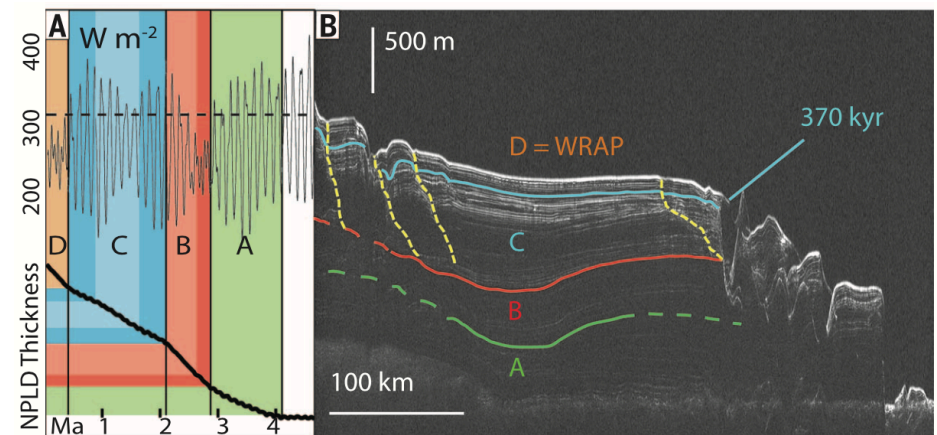 A
W m-2
400
300
200
D
C
B
A
NPLD Thickness
Ma
1
2
3
4
B
500 m
370 kyr
D = WRAP
C
B
A
100 km